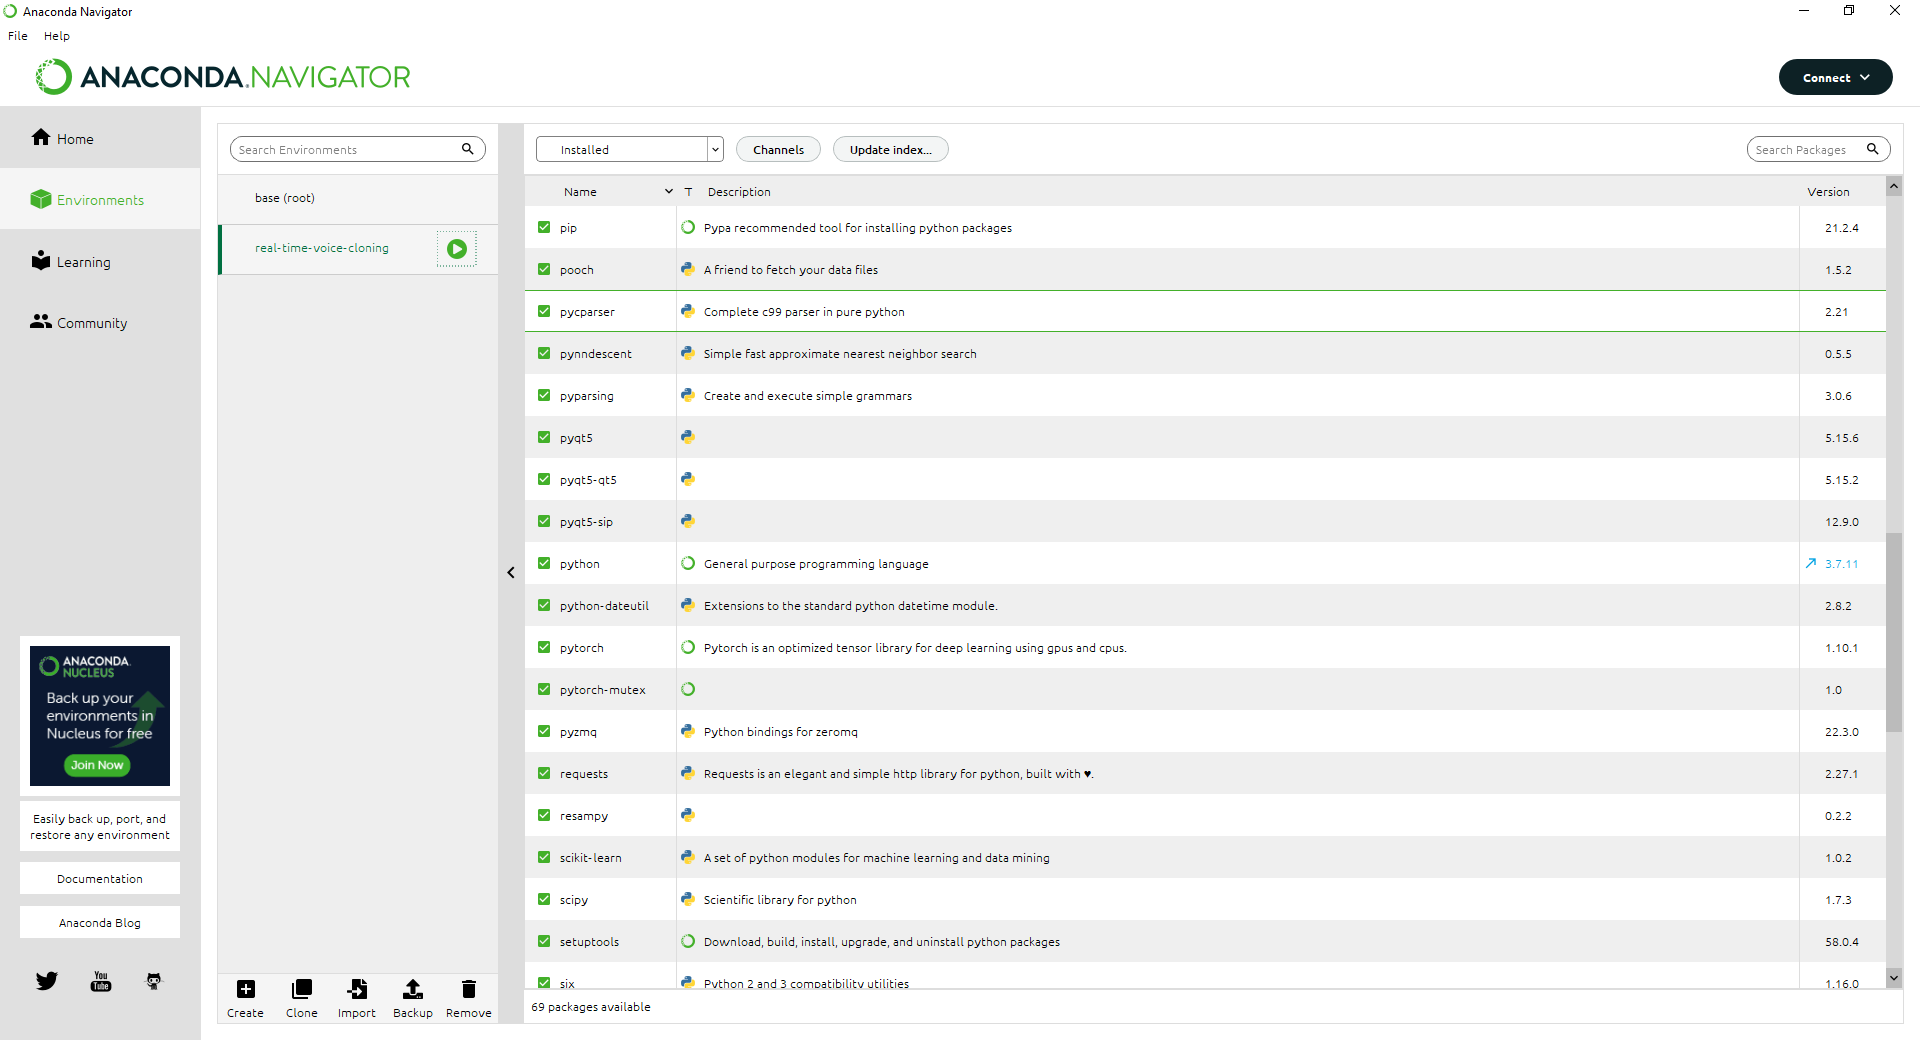 Anaconda Navigator
File Help
ANACONDA.NAVIGATOR
Connect
Home
Environments
Learning
Community
ANACONDA.
NUCLEUS
Back up your
environments in
Nucleus for free
Join Now
Easily back up, port, and
restore any environment
Documentation
Anaconda Blog
You
Tube
Search Environments
base (root)
real-time-voice-cloning
Create Clone Import Backup Remove
Installed Channels Update index... Search Packages
Name T Description Version
pip Pypa recommended tool for installing python packages 21.2.4
pooch A friend to fetch your data files 1.5.2
pycparser Complete c99 parser in pure python 2.21
pynndescent Simple fast approximate nearest neighbor search 0.5.5
pyparsing Create and execute simple grammars 3.0.6
pyqt5 5.15.6
pyqt5-qt5 5.15.2
pyqt5-sip 12.9.0
python General purpose programming language 3.7.11
python-dateutil Extensions to the standard python datetime module. 2.8.2
pytorch Pytorch is an optimized tensor library for deep learning using gpus and cpus. 1.10.1
pytorch-mutex 1.0
pyzmq Python bindings for zeromq 22.3.0
requests Requests is an elegant and simple http library for python, built with ♥. 2.27.1
resampy 0.2.2
scikit-learn A set of python modules for machine learning and data mining 1.0.2
scipy Scientific library for python 1.7.3
setuptools Download, build, install, upgrade, and uninstall python packages 58.0.4
six Python 2 and 3 compatibility utilities 1.16.0
69 packages available